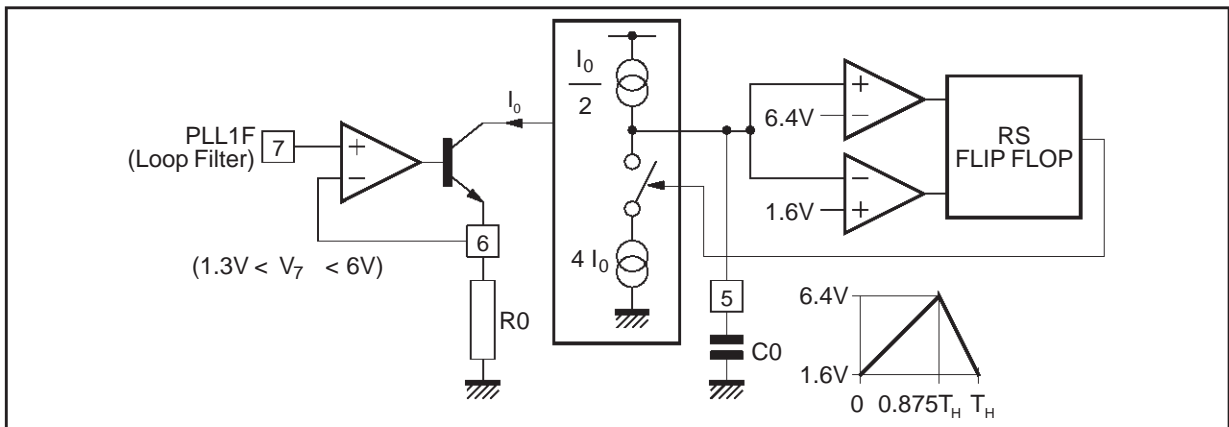 I0
2
I0
6.4V
PLL1F
(Loop Filter)
7
+
−
+
−
−
+
1.6V
RS
FLIP FLOP
6
(1.3V < V7 < 6V)
4 I0
5
R0
C0
6.4V
1.6V
0 0.875TH TH